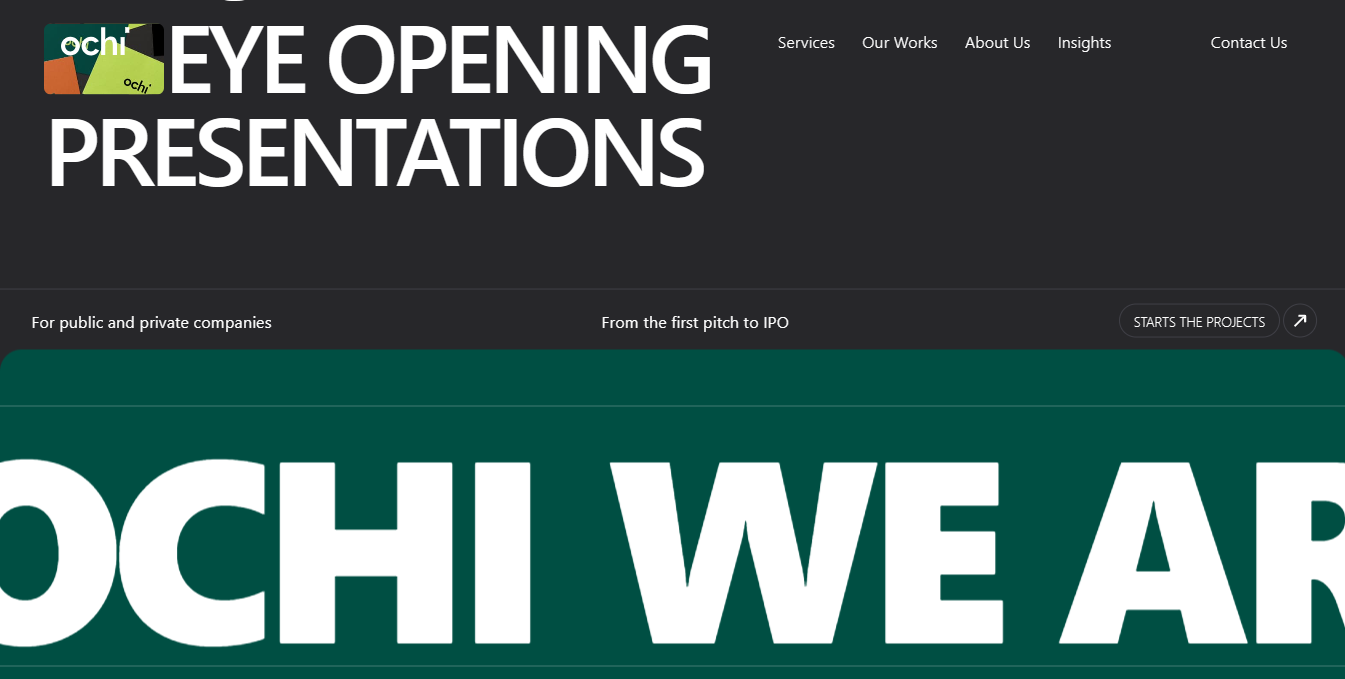 ochi
ochi
ochi
Services Our Works About Us Insights Contact Us
EYE OPENING
PRESENTATIONS
For public and private companies
From the first pitch to IPO
STARTS THE PROJECTS
OCHI WE AR